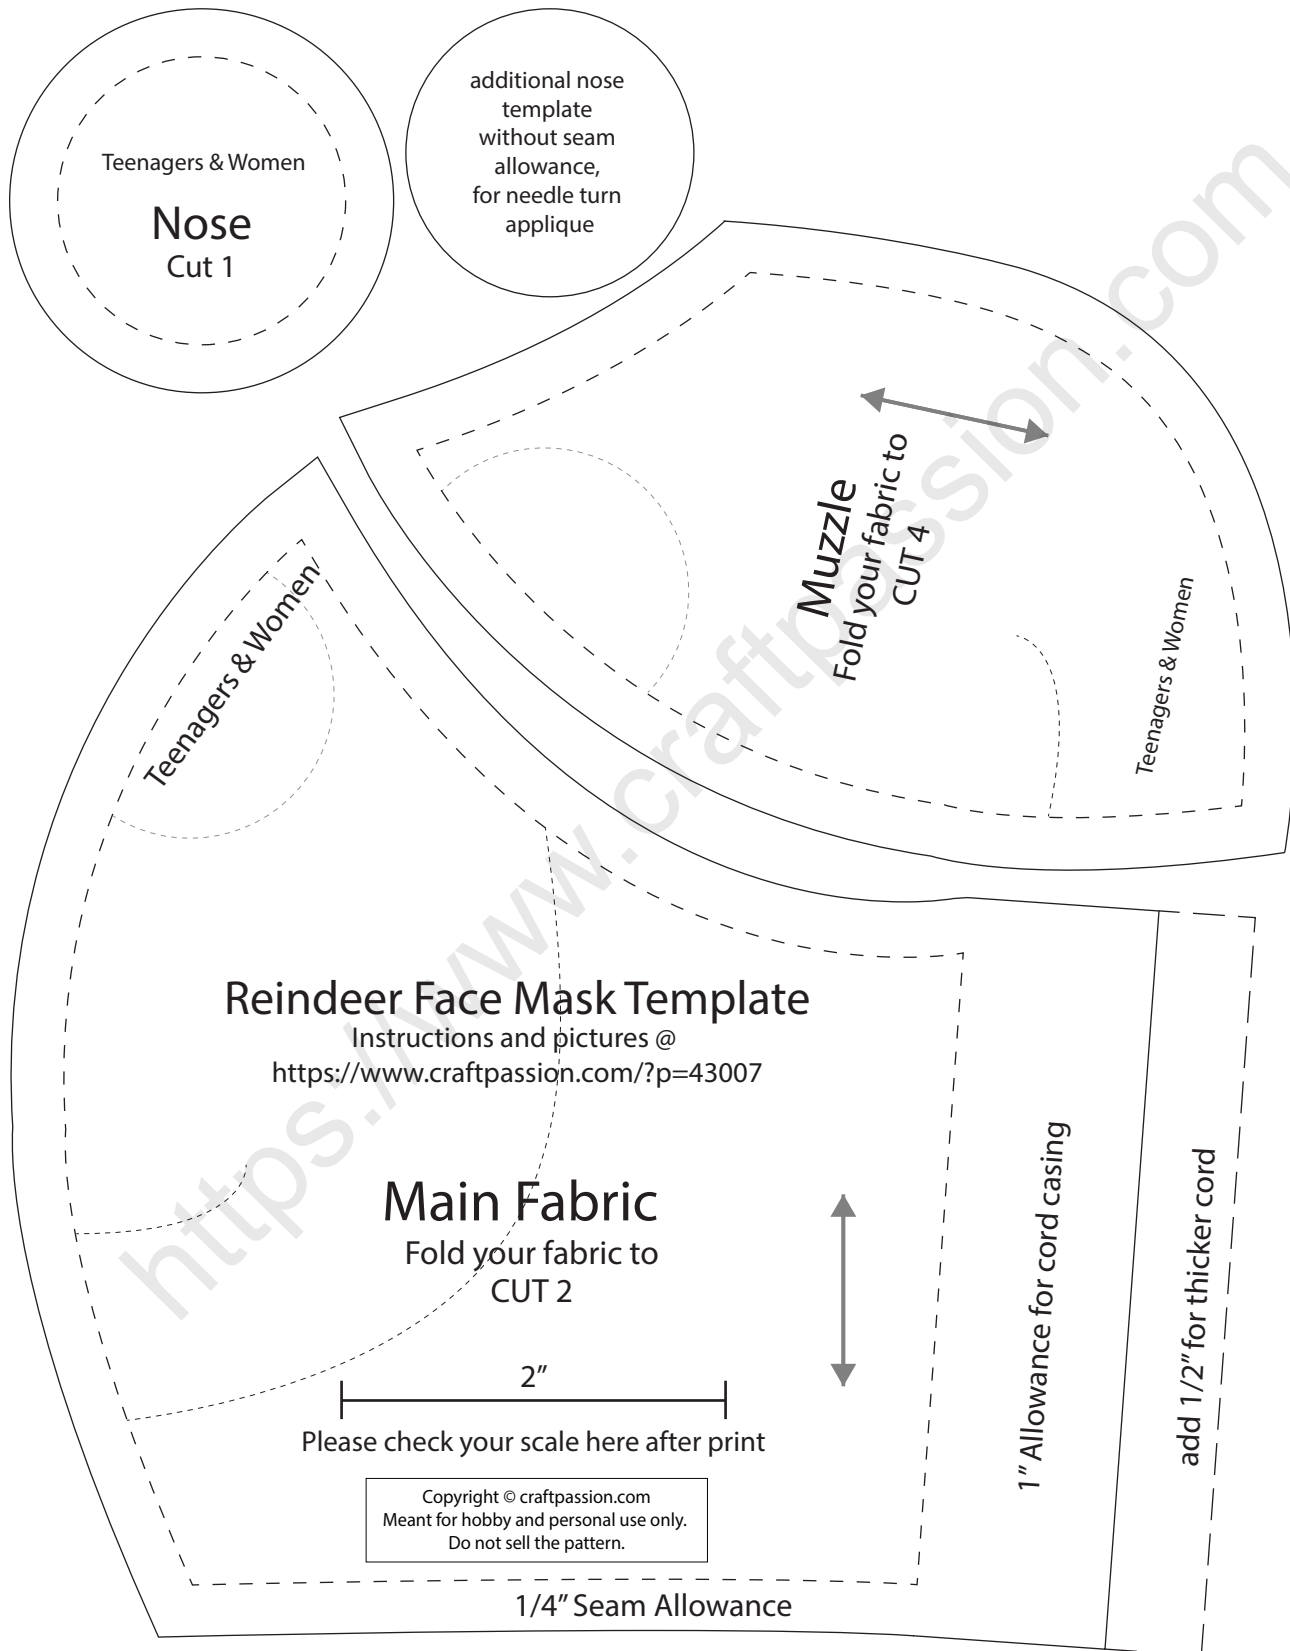 Teenagers & Women
Nose
Cut 1
additional nose
template
without seam
allowance,
for needle turn
applique
Muzzle
Fold your fabric to
CUT 4
Teenagers & Women
Teenagers & Women
Reindeer Face Mask Template
Instructions and pictures @
https://www.craftpassion.com/?p=43007
Main Fabric
Fold your fabric to
CUT 2
2”
Please check your scale here after print
Copyright © craftpassion.com
Meant for hobby and personal use only.
Do not sell the pattern.
1/4” Seam Allowance
1” Allowance for cord casing
add 1/2” for thicker cord
https://www.craftpassion.com